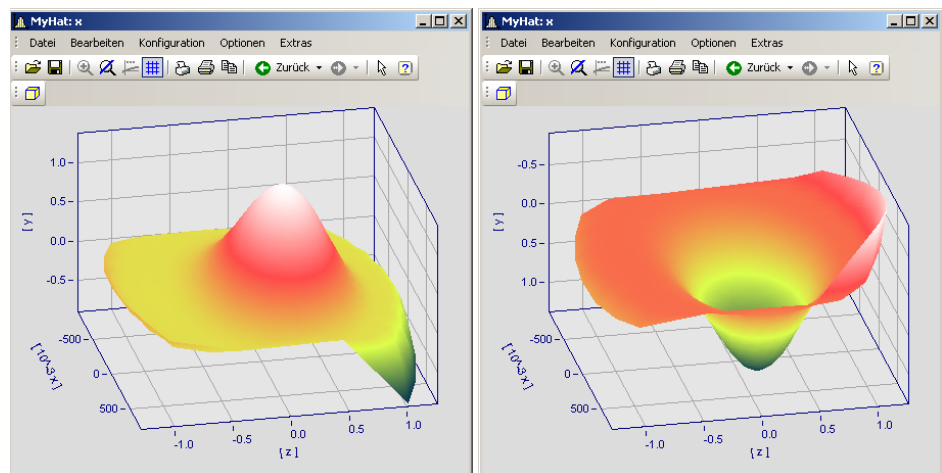 MyHat: x
Datei Bearbeiten Konfiguration Optionen Extras
Zurück
1.0
0.5
0.0
-0.5
[ y ]
-500
0
500
[ 10^3 x ]
-1.0
-0.5
0.0
0.5
1.0
[ z ]
MyHat: x
Datei Bearbeiten Konfiguration Optionen Extras
Zurück
-0.5
0.0
0.5
1.0
[ y ]
-500
0
500
[ 10^3 x ]
-1.0
-0.5
0.0
0.5
1.0
[ z ]